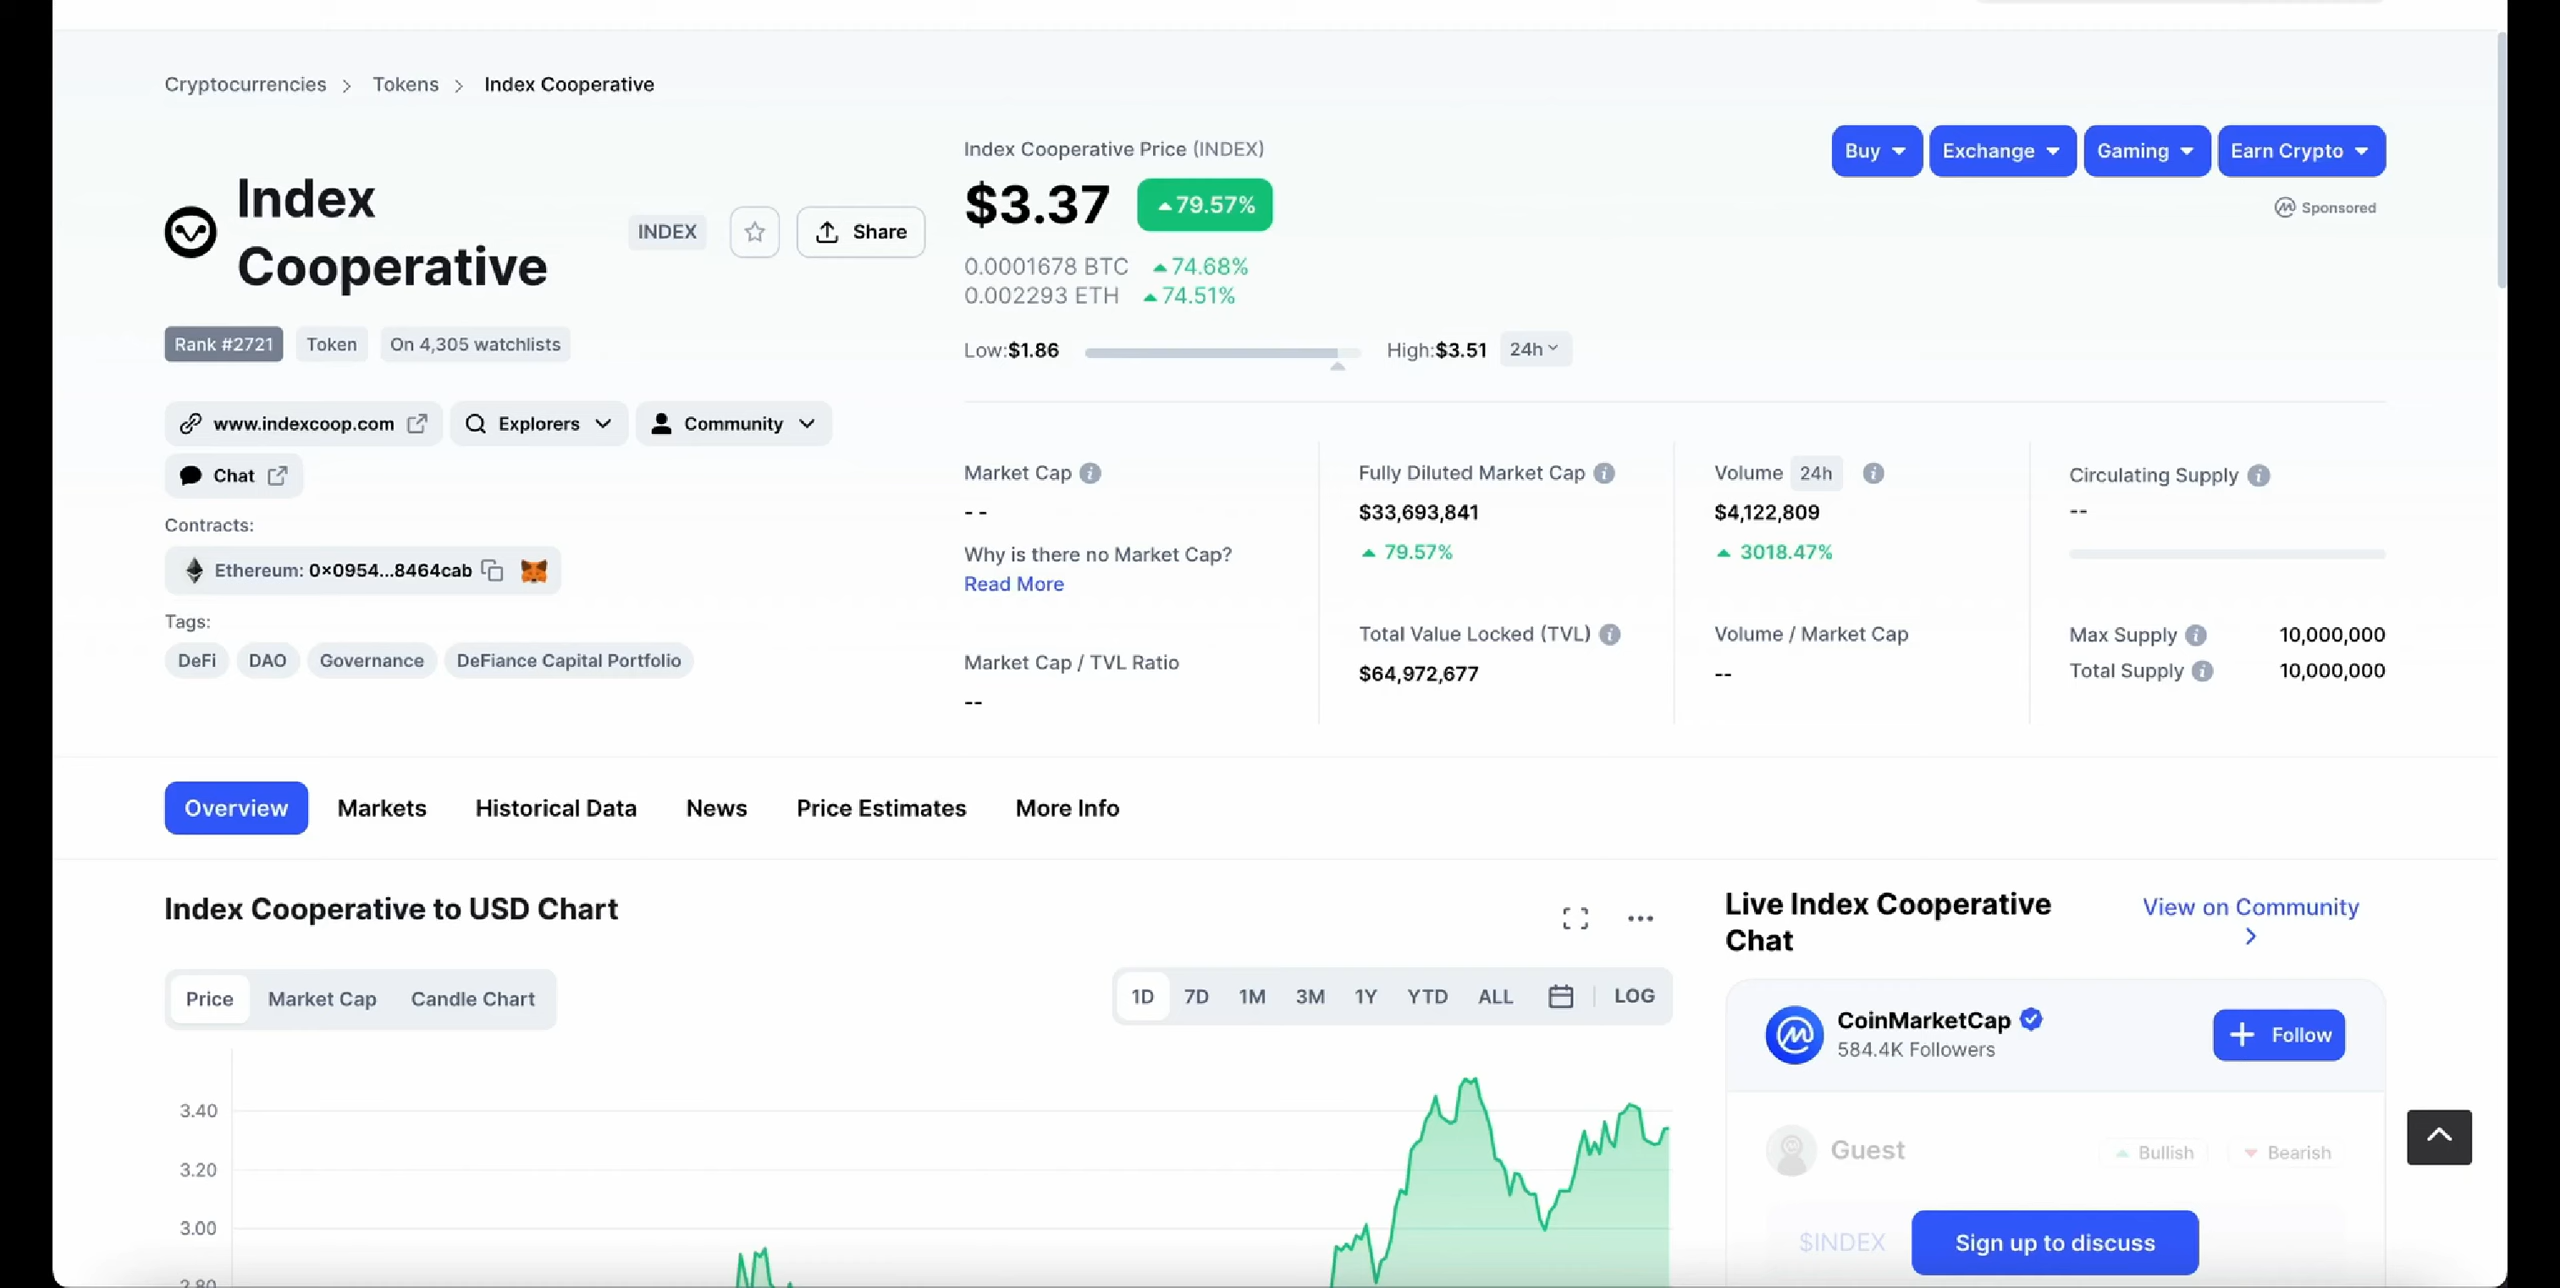 Cryptocurrencies > Tokens > Index Cooperative
Index
Cooperative
INDEX
Share
Rank #2721
Token
On 4,305 watchlists
www.indexcoop.com
Explorers
Community
Chat
Contracts:
Ethereum: 0x0954...8464cab
Tags:
DeFi
DAO
Governance
DeFiance Capital Portfolio
Index Cooperative Price (INDEX)
$3.37
79.57%
0.0001678 BTC 74.68%
0.002293 ETH 74.51%
Low:$1.86
High:$3.51
24h
Buy
Exchange
Gaming
Earn Crypto
Sponsored
Market Cap
- -
Why is there no Market Cap?
Read More
Market Cap / TVL Ratio
--
Fully Diluted Market Cap
$33,693,841
79.57%
Total Value Locked (TVL)
$64,972,677
Volume 24h
$4,122,809
3018.47%
Volume / Market Cap
--
Circulating Supply
--
Max Supply 10,000,000
Total Supply 10,000,000
Overview
Markets
Historical Data
News
Price Estimates
More Info
Index Cooperative to USD Chart
Price
Market Cap
Candle Chart
1D
7D
1M
3M
1Y
YTD
ALL
LOG
3.40
3.20
3.00
2.80
Live Index Cooperative
Chat
View on Community
CoinMarketCap
584.4K Followers
Follow
Guest
Bullish
Bearish
$INDEX
Sign up to discuss